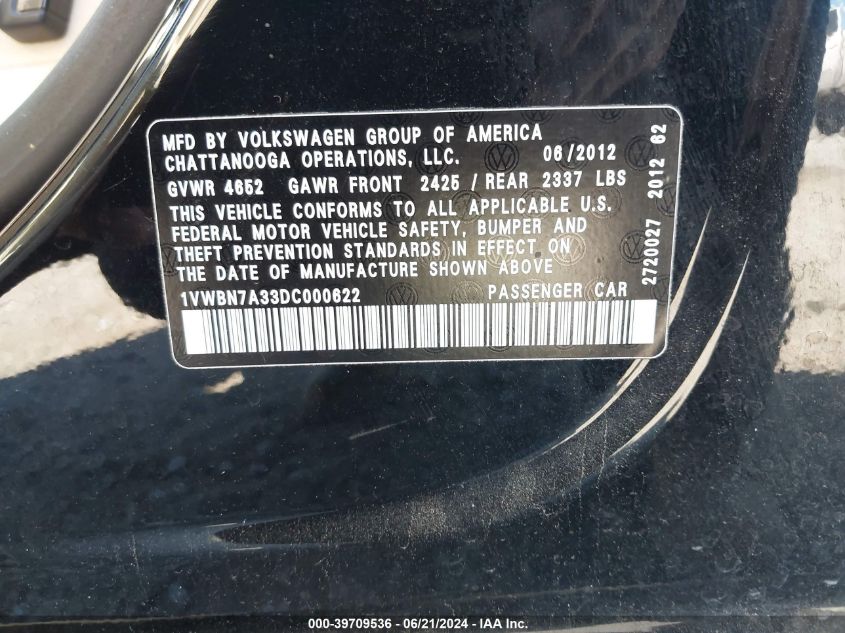 MFD BY VOLKSWAGEN GROUP OF AMERICA
CHATTANOOGA OPERATIONS, LLC. 06/2012
GVWR 4652 GAWR FRONT 2425 / REAR 2337 LBS
THIS VEHICLE CONFORMS TO ALL APPLICABLE U.S.
FEDERAL MOTOR VEHICLE SAFETY, BUMPER AND
THEFT PREVENTION STANDARDS IN EFFECT ON
THE DATE OF MANUFACTURE SHOWN ABOVE
1VWBN7A33DC000622 PASSENGER CAR
2720027 2012 62
000-39709536 - 06/21/2024 - IAA Inc.